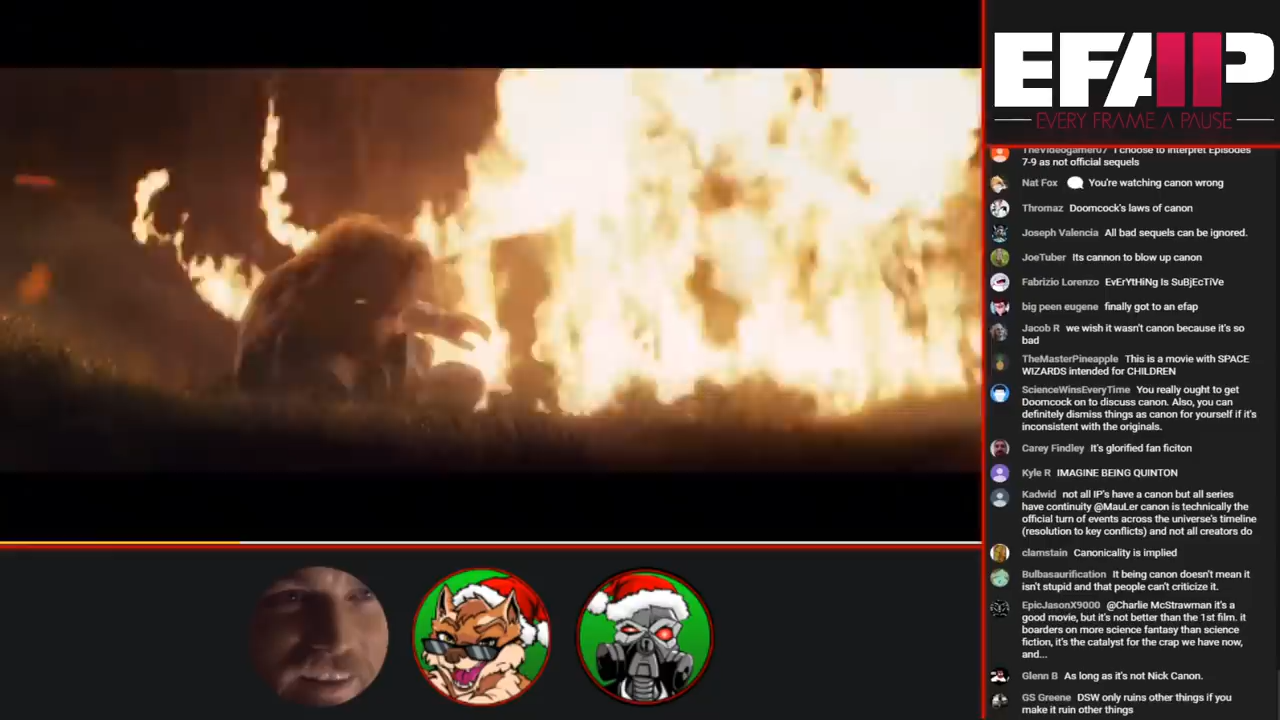 EFAP
EVERY FRAME A PAUSE
TheVideogamer07 I choose to interpret Episodes
7-9 as not official sequels
Nat Fox You're watching canon wrong
Thromaz Doomcock's laws of canon
Joseph Valencia All bad sequels can be ignored.
JoeTuber Its cannon to blow up canon
Fabrizio Lorenzo EvErYtHiNg Is SuBjEcTiVe
big peen eugene finally got to an efap
Jacob R we wish it wasn't canon because it's so
bad
TheMasterPineapple This is a movie with SPACE
WIZARDS intended for CHILDREN
ScienceWinsEveryTime You really ought to get
Doomcock on to discuss canon. Also, you can
definitely dismiss things as canon for yourself if it's
inconsistent with the originals.
Carey Findley It's glorified fan ficiton
Kyle R IMAGINE BEING QUINTON
Kadwid not all IP's have a canon but all series
have continuity @MauLer canon is technically the
official turn of events across the universe's timeline
(resolution to key conflicts) and not all creators do
clamstain Canonicality is implied
Bulbasaurification It being canon doesn't mean it
isn't stupid and that people can't criticize it.
EpicJasonX9000 @Charlie McStrawman it's a
good movie, but it's not better than the 1st film. it
boarders on more science fantasy than science
fiction, it's the catalyst for the crap we have now,
and...
Glenn B As long as it's not Nick Canon.
GS Greene DSW only ruins other things if you
make it ruin other things